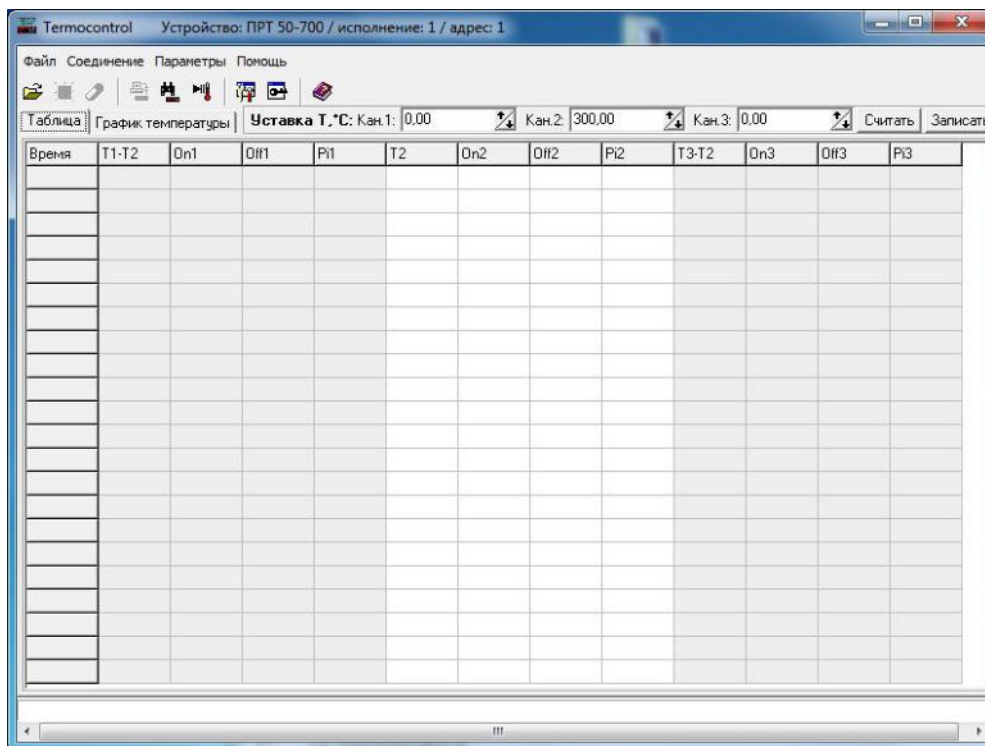 Termocontrol Устройство: ПРТ 50-700 / исполнение: 1 / адрес: 1
Файл Соединение Параметры Помощь
Таблица График температуры Уставка Т,°C: Кан.1: 0,00 Кан.2: 300,00 Кан.3: 0,00 Считать Записать
Время T1-T2 On1 Off1 Pi1 T2 On2 Off2 Pi2 T3-T2 On3 Off3 Pi3